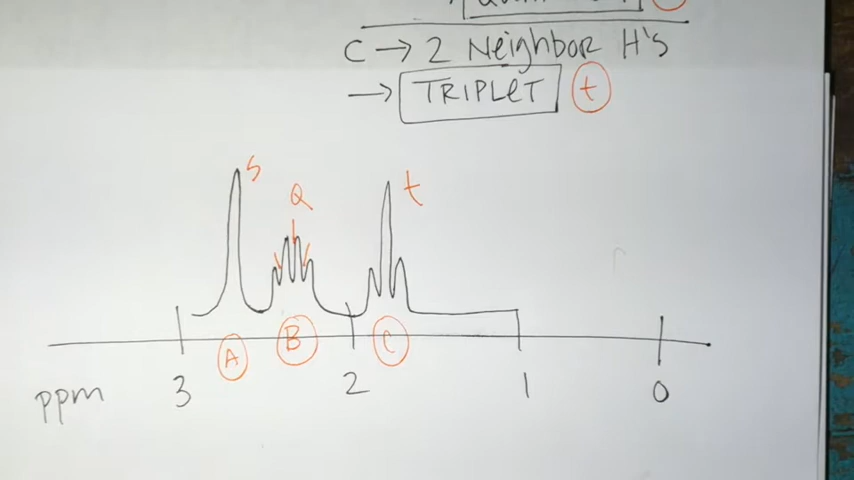 C → 2 Neighbor H's
→ TRIPLET t
s
Q
t
A B C
ppm 3 2 1 0